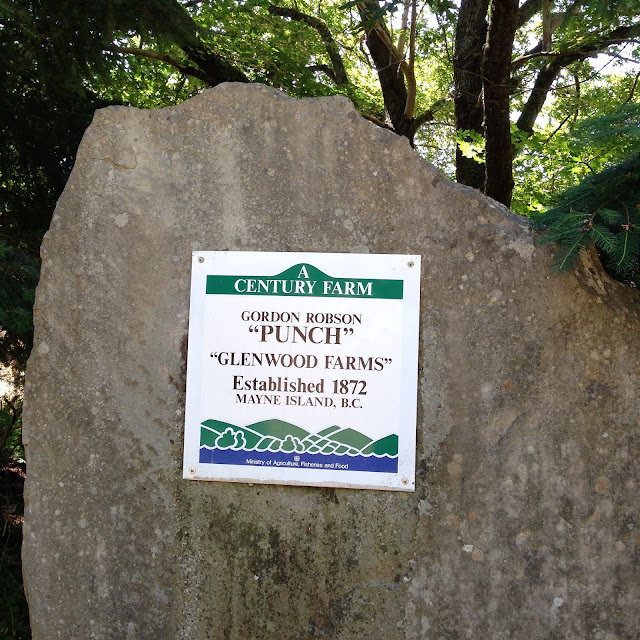 A
CENTURY FARM
GORDON ROBSON
“PUNCH”
“GLENWOOD FARMS”
Established 1872
MAYNE ISLAND, B.C.
Ministry of Agriculture, Fisheries and Food